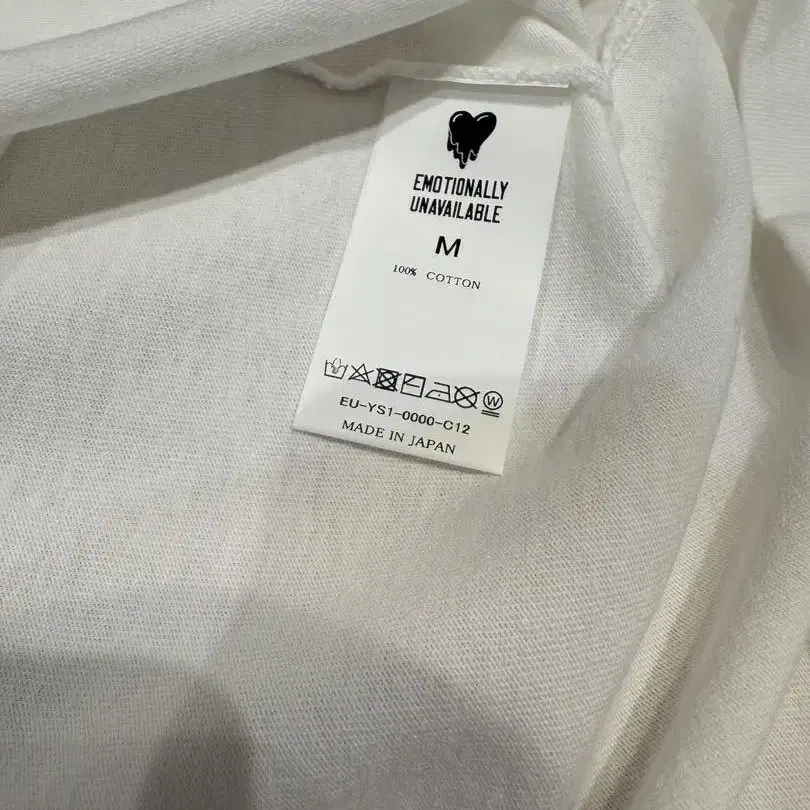 EMOTIONALLY
UNAVAILABLE
M
100% COTTON
W
EU-YS1-0000-C12
MADE IN JAPAN